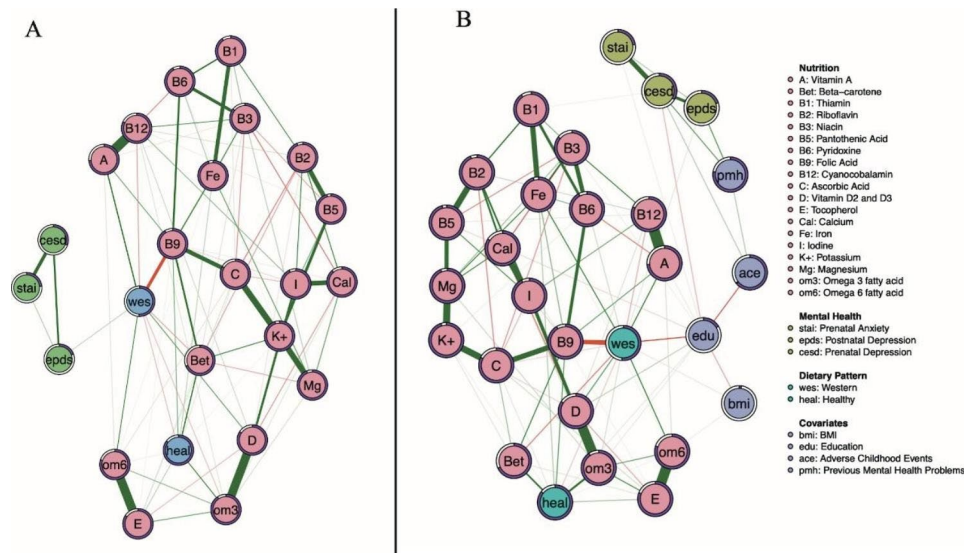 A
B1
B6
B3
B12
A
B2
Fe
B5
cesd
B9
C
stai
I
Cal
wes
K+
epds
Bet
Mg
D
heal
om6
om3
E
B
stai
cesd
epds
B1
B3
pmh
B2
Fe
B6
B12
B5
Cal
A
ace
Mg
I
K+
B9
wes
edu
C
D
bmi
Bet
om3
om6
heal
E
Nutrition
A: Vitamin A
Bet: Beta−carotene
B1: Thiamin
B2: Riboflavin
B3: Niacin
B5: Pantothenic Acid
B6: Pyridoxine
B9: Folic Acid
B12: Cyanocobalamin
C: Ascorbic Acid
D: Vitamin D2 and D3
E: Tocopherol
Cal: Calcium
Fe: Iron
I: Iodine
K+: Potassium
Mg: Magnesium
om3: Omega 3 fatty acid
om6: Omega 6 fatty acid
Mental Health
stai: Prenatal Anxiety
epds: Postnatal Depression
cesd: Prenatal Depression
Dietary Pattern
wes: Western
heal: Healthy
Covariates
bmi: BMI
edu: Education
ace: Adverse Childhood Events
pmh: Previous Mental Health Problems